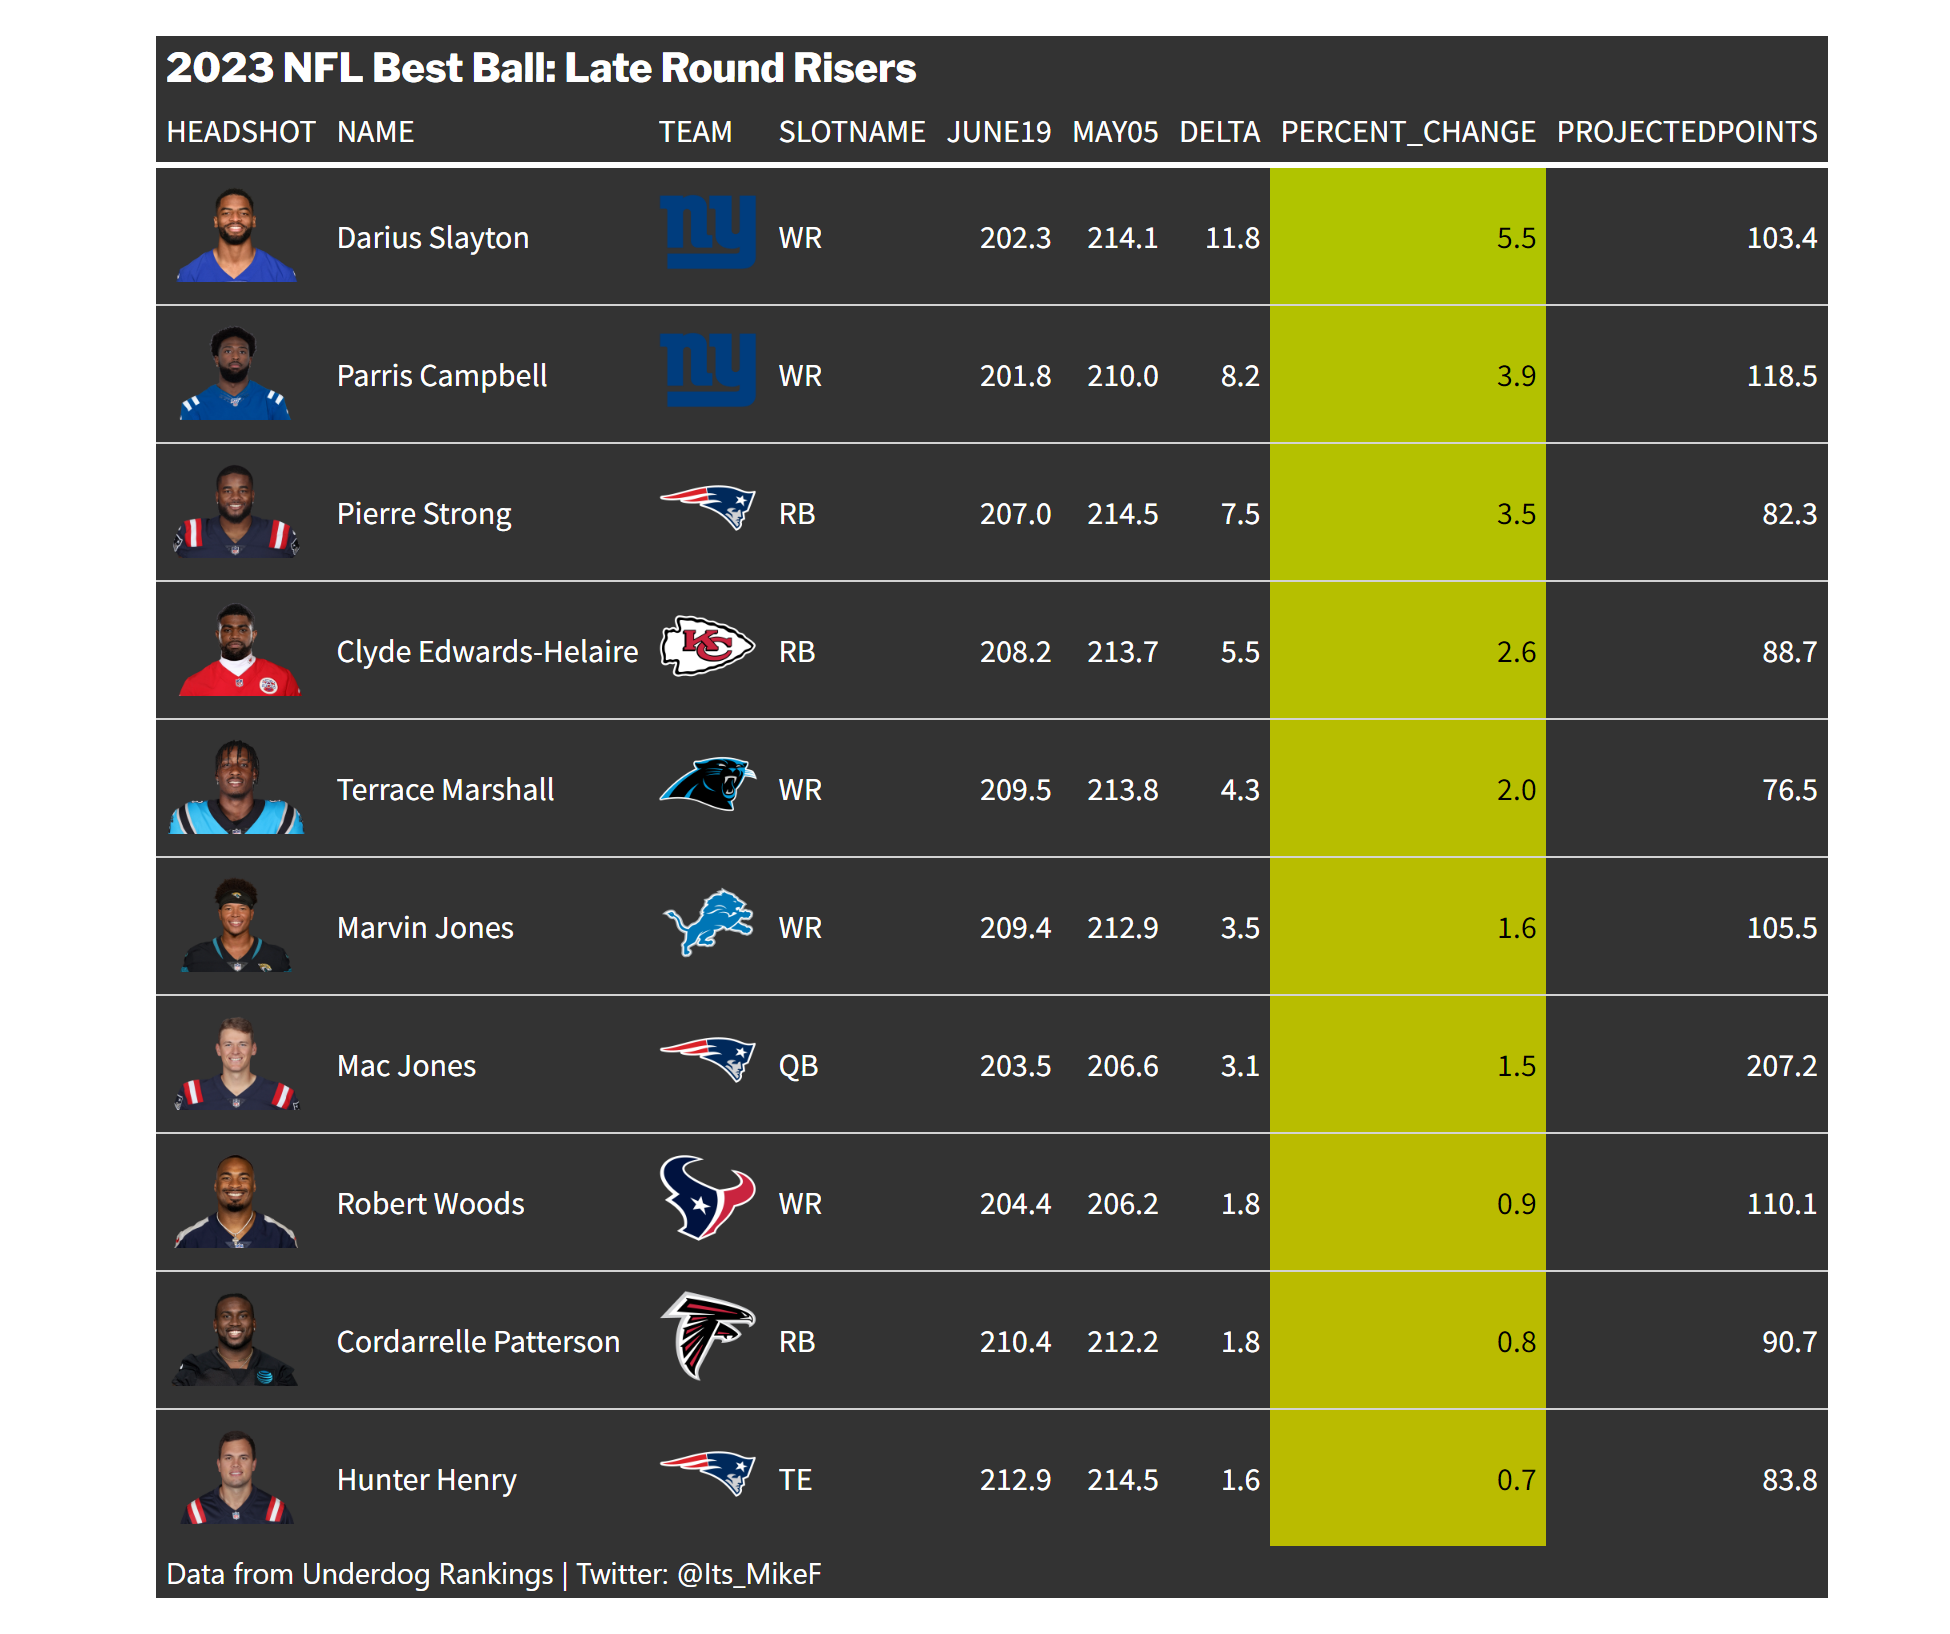 2023 NFL Best Ball: Late Round Risers
HEADSHOT NAME TEAM SLOTNAME JUNE19 MAY05 DELTA PERCENT_CHANGE PROJECTEDPOINTS
Darius Slayton ny WR 202.3 214.1 11.8 5.5 103.4
Parris Campbell ny WR 201.8 210.0 8.2 3.9 118.5
Pierre Strong RB 207.0 214.5 7.5 3.5 82.3
Clyde Edwards-Helaire KC RB 208.2 213.7 5.5 2.6 88.7
Terrace Marshall WR 209.5 213.8 4.3 2.0 76.5
Marvin Jones WR 209.4 212.9 3.5 1.6 105.5
Mac Jones QB 203.5 206.6 3.1 1.5 207.2
Robert Woods WR 204.4 206.2 1.8 0.9 110.1
Cordarrelle Patterson RB 210.4 212.2 1.8 0.8 90.7
Hunter Henry TE 212.9 214.5 1.6 0.7 83.8
Data from Underdog Rankings | Twitter: @Its_MikeF